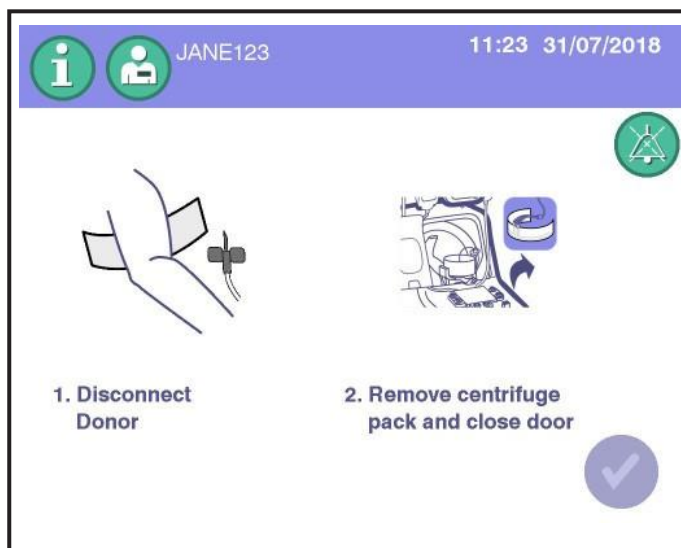 JANE123
11:23 31/07/2018
1. Disconnect
Donor
2. Remove centrifuge
pack and close door